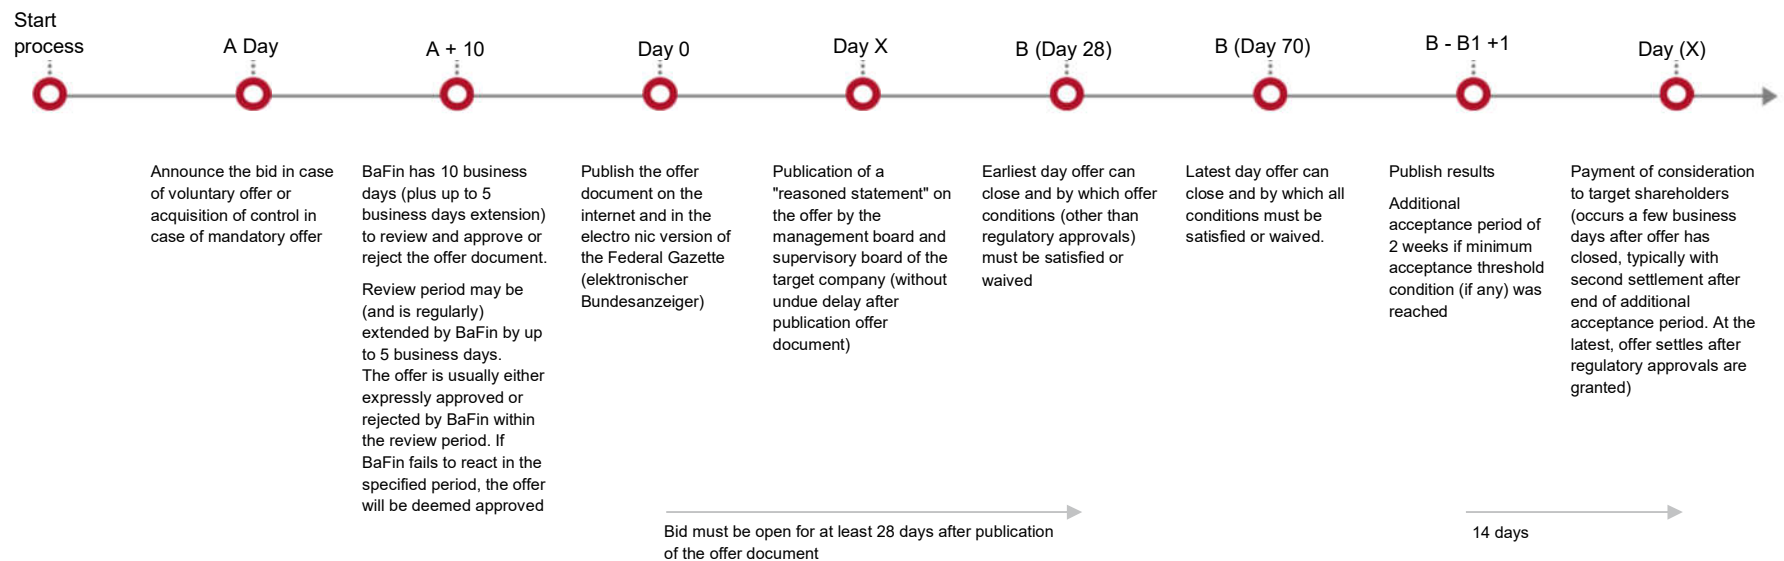 Start
process
A Day
A + 10
Day 0
Day X
B (Day 28)
B (Day 70)
B - B1 +1
Day (X)
Announce the bid in case
of voluntary offer or
acquisition of control in
case of mandatory offer
BaFin has 10 business
days (plus up to 5
business days extension)
to review and approve or
reject the offer document.
Review period may be
(and is regularly)
extended by BaFin by up
to 5 business days.
The offer is usually either
expressly approved or
rejected by BaFin within
the review period. If
BaFin fails to react in the
specified period, the offer
will be deemed approved
Publish the offer
document on the
internet and in the
electro nic version of
the Federal Gazette
(elektronischer
Bundesanzeiger)
Publication of a
"reasoned statement" on
the offer by the
management board and
supervisory board of the
target company (without
undue delay after
publication offer
document)
Earliest day offer can
close and by which offer
conditions (other than
regulatory approvals)
must be satisfied or
waived
Latest day offer can
close and by which all
conditions must be
satisfied or waived.
Publish results
Additional
acceptance period of
2 weeks if minimum
acceptance threshold
condition (if any) was
reached
Payment of consideration
to target shareholders
(occurs a few business
days after offer has
closed, typically with
second settlement after
end of additional
acceptance period. At the
latest, offer settles after
regulatory approvals are
granted)
Bid must be open for at least 28 days after publication
of the offer document
14 days